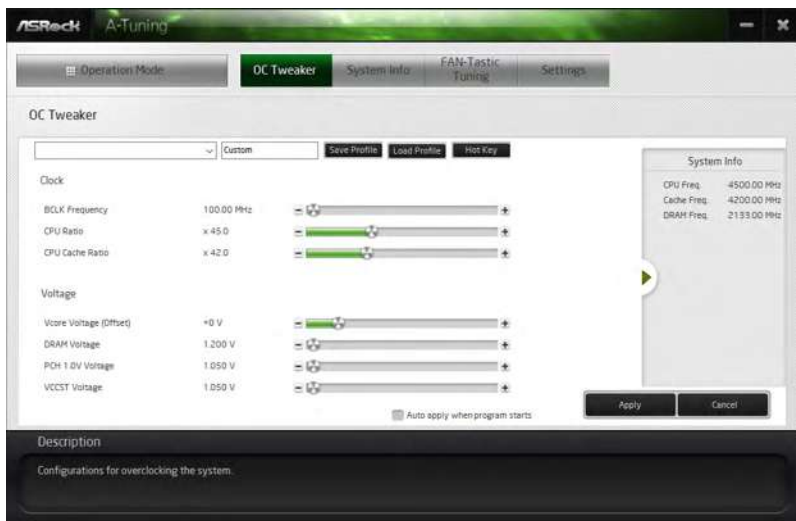 ASRock A-Tuning
Operation Mode OC Tweaker System Info FAN-Tastic Tuning Settings
OC Tweaker
Custom Save Profile Load Profile Hot Key
System Info
Clock
CPU Freq. 4500.00 MHz
Cache Freq. 4200.00 MHz
DRAM Freq. 2133.00 MHz
BCLK Frequency 100.00 MHz
CPU Ratio x 45.0
CPU Cache Ratio x 42.0
Voltage
Vcore Voltage (Offset) +0 V
DRAM Voltage 1.200 V
PCH 1.0V Voltage 1.050 V
VCCST Voltage 1.050 V
Auto apply when program starts
Apply Cancel
Description
Configurations for overclocking the system.